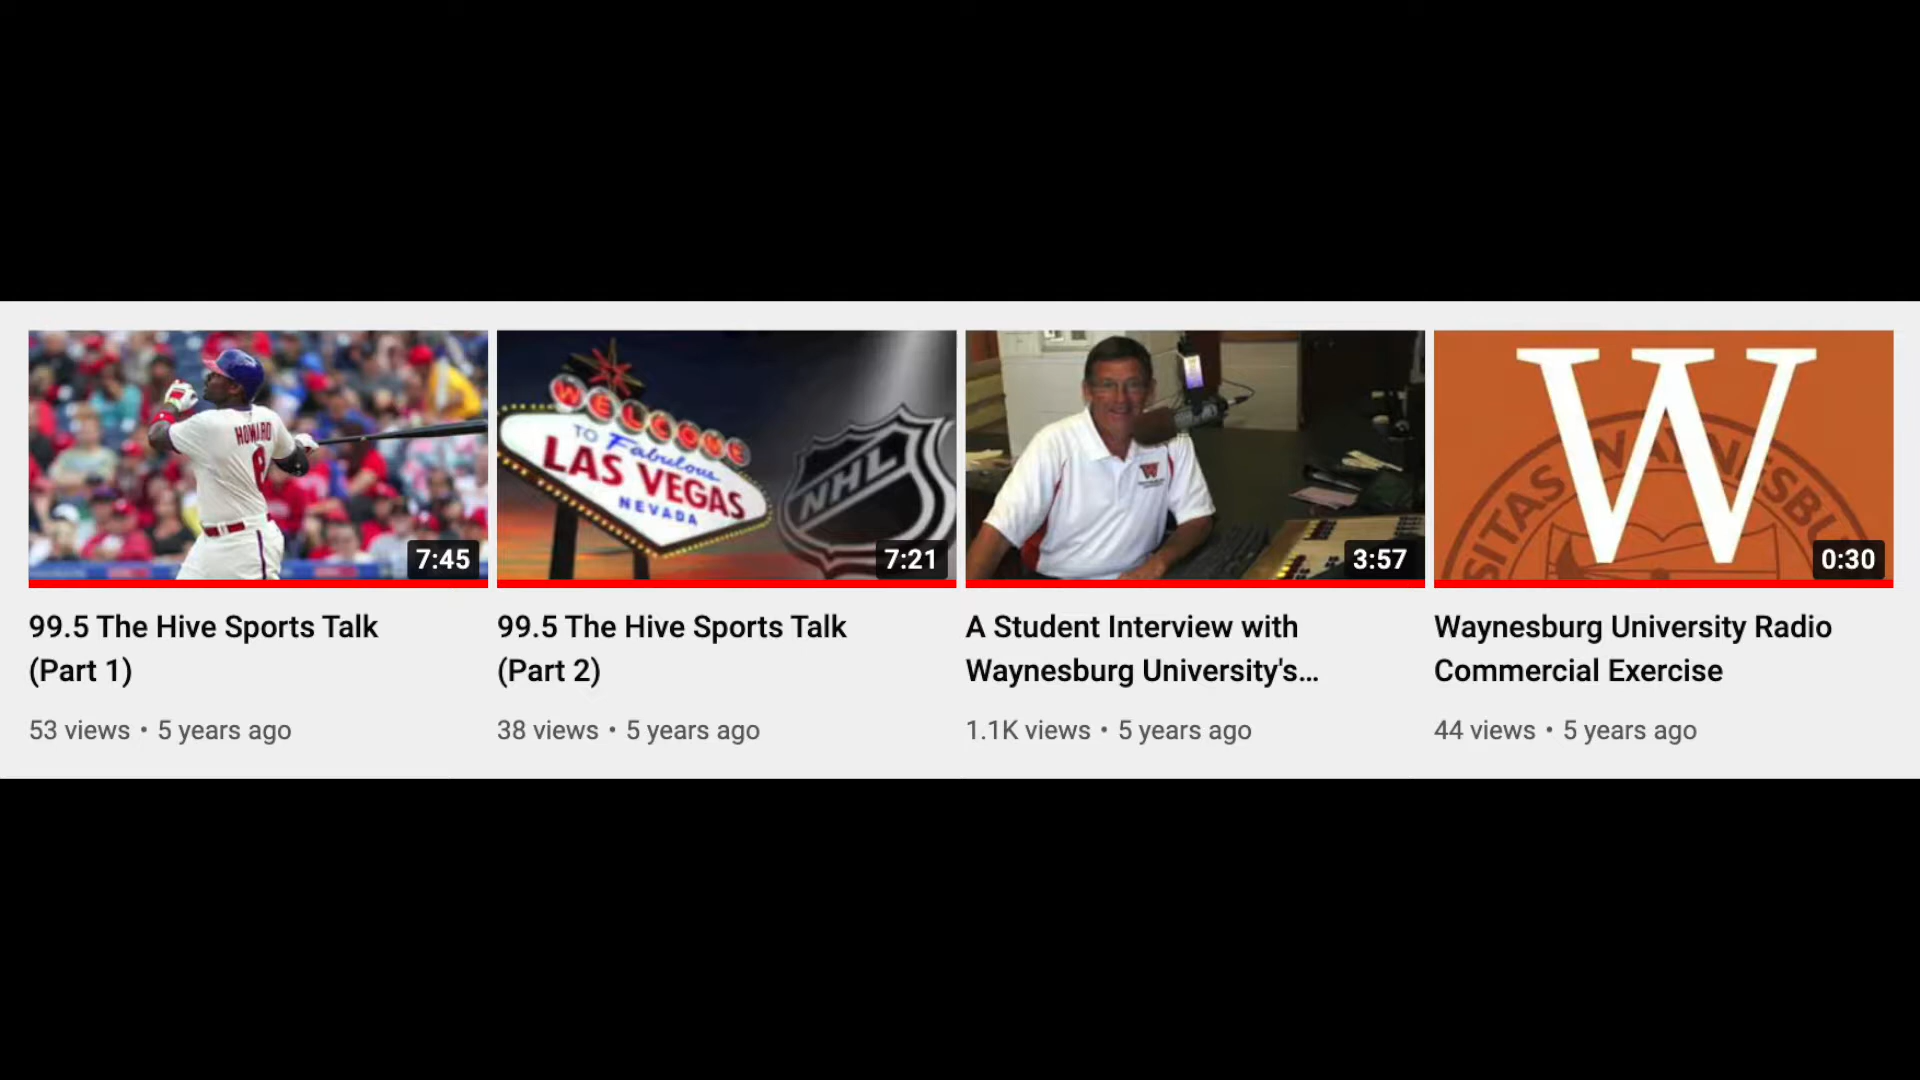 HOWARD
6
7:45
WELCOME
TO Fabulous
LAS VEGAS
NEVADA
NHL
7:21
W
3:57
W
SITAS WAYNESBU
0:30
99.5 The Hive Sports Talk
(Part 1)
53 views • 5 years ago
99.5 The Hive Sports Talk
(Part 2)
38 views • 5 years ago
A Student Interview with
Waynesburg University's...
1.1K views • 5 years ago
Waynesburg University Radio
Commercial Exercise
44 views • 5 years ago